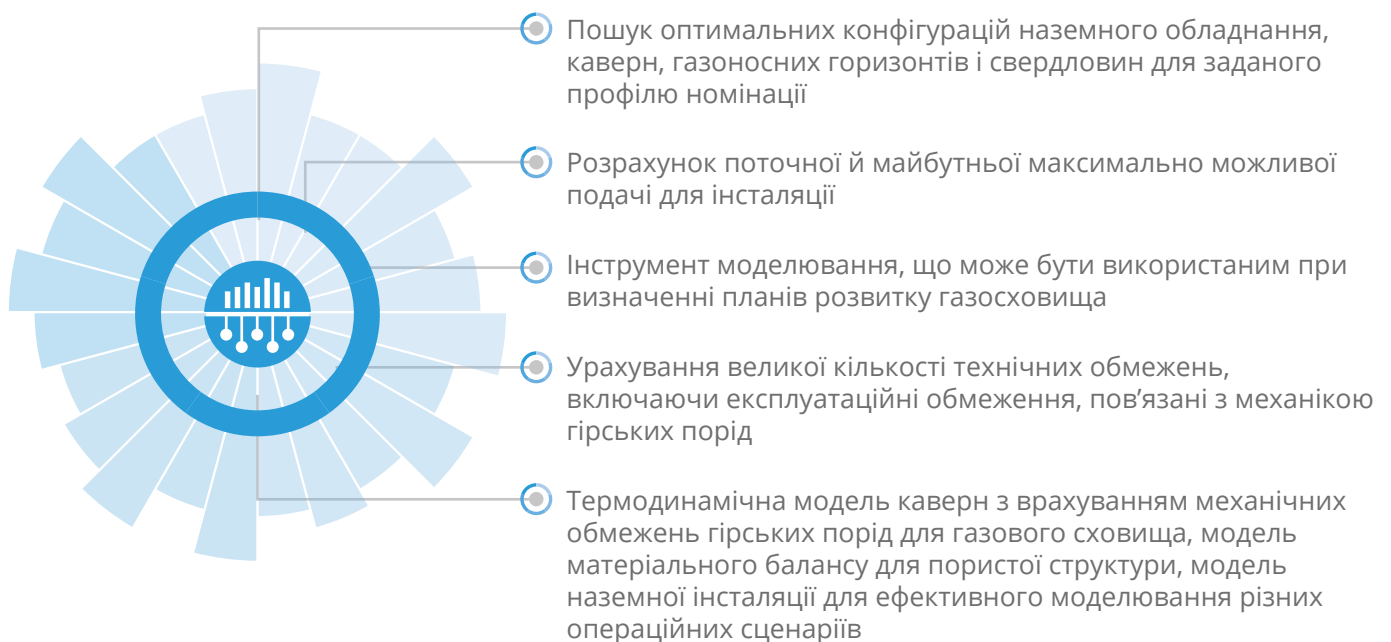 Пошук оптимальних конфігурацій наземного обладнання,
каверн, газоносних горизонтів і свердловин для заданого
профілю номінації
Розрахунок поточної й майбутньої максимально можливої
подачі для інсталяції
Інструмент моделювання, що може бути використаним при
визначенні планів розвитку газосховища
Урахування великої кількості технічних обмежень,
включаючи експлуатаційні обмеження, пов’язані з механікою
гірських порід
Термодинамічна модель каверн з врахуванням механічних
обмежень гірських порід для газового сховища, модель
матеріального балансу для пористої структури, модель
наземної інсталяції для ефективного моделювання різних
операційних сценаріїв